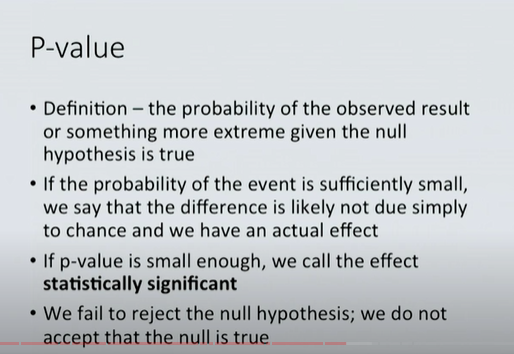 P-value
• Definition – the probability of the observed result
or something more extreme given the null
hypothesis is true
• If the probability of the event is sufficiently small,
we say that the difference is likely not due simply
to chance and we have an actual effect
• If p-value is small enough, we call the effect
statistically significant
• We fail to reject the null hypothesis; we do not
accept that the null is true